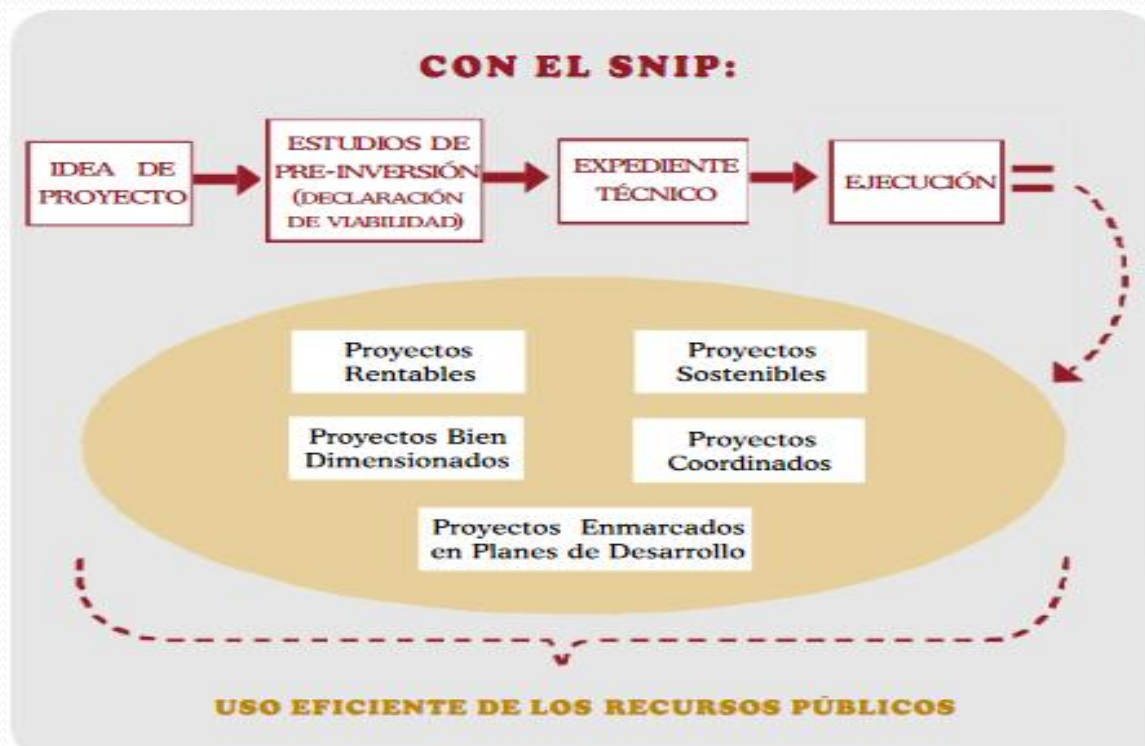 CON EL SNIP:
IDEA DE
PROYECTO
ESTUDIOS DE
PRE-INVERSIÓN
(DECLARACIÓN
DE VIABILIDAD)
EXPEDIENTE
TÉCNICO
EJECUCIÓN
Proyectos
Rentables
Proyectos
Sostenibles
Proyectos Bien
Dimensionados
Proyectos
Coordinados
Proyectos Enmarcados
en Planes de Desarrollo
USO EFICIENTE DE LOS RECURSOS PÚBLICOS